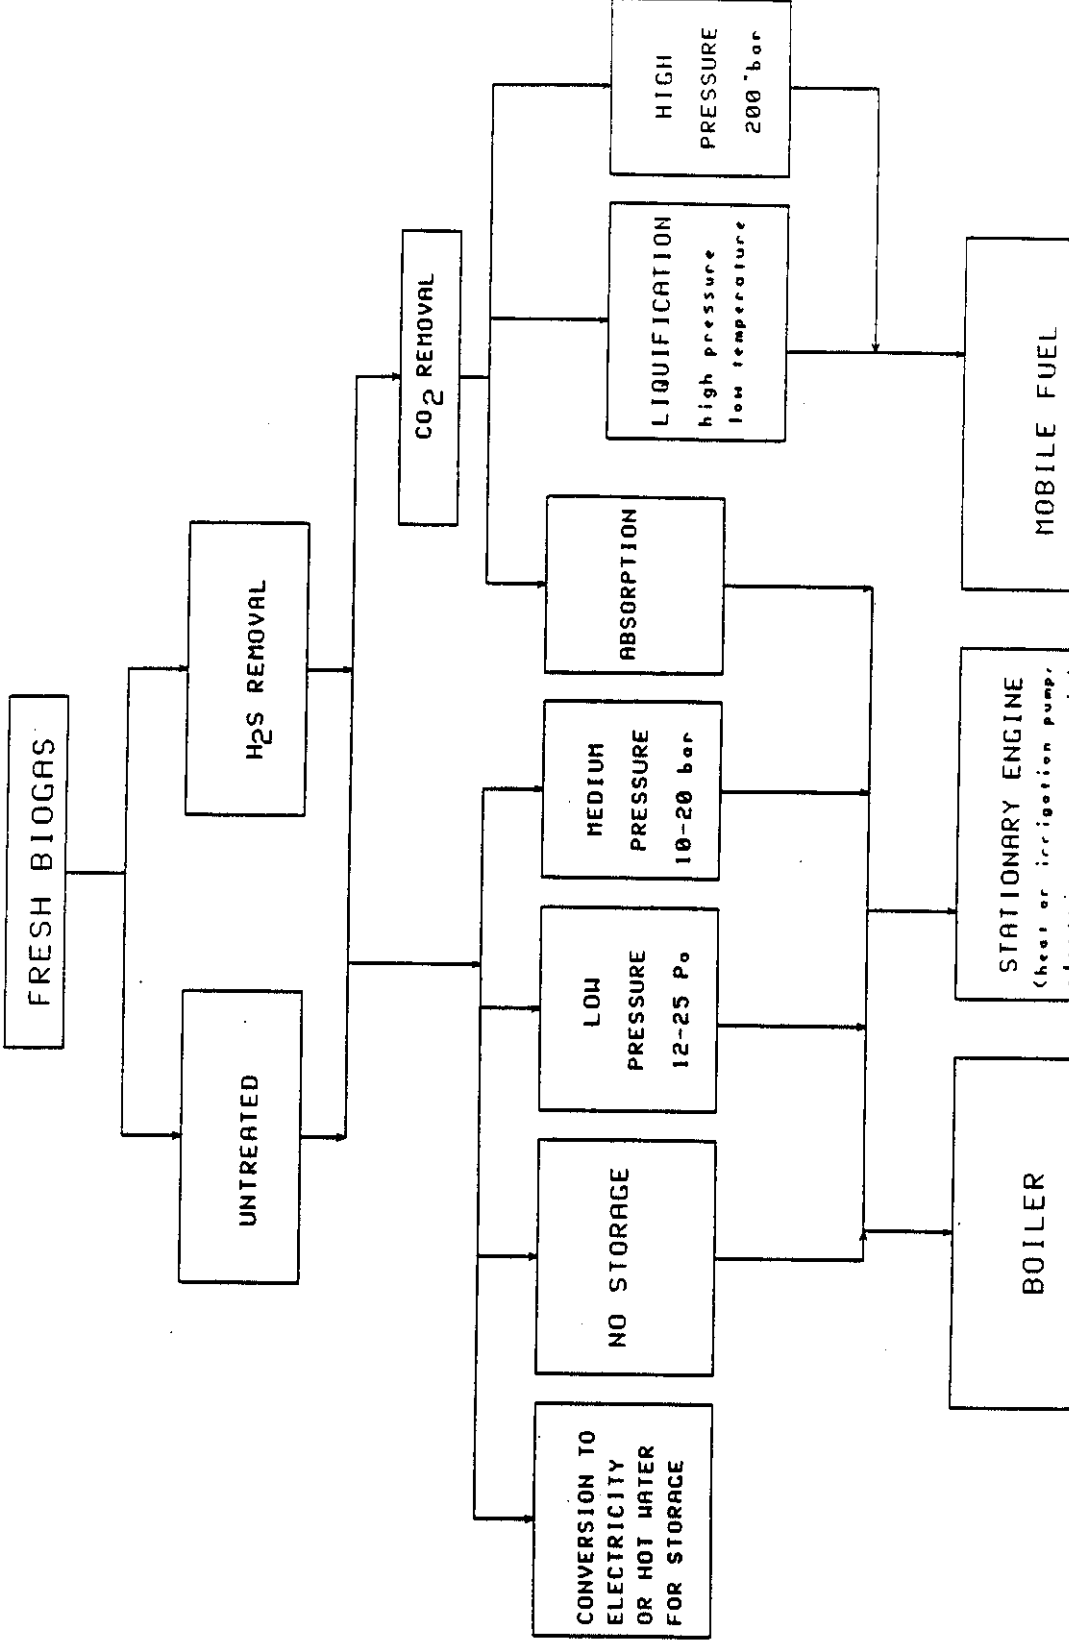 FRESH BIOGAS
UNTREATED
H2S REMOVAL
CO2 REMOVAL
CONVERSION TO
ELECTRICITY
OR HOT WATER
FOR STORAGE
NO STORAGE
LOW
PRESSURE
12-25 Pa
MEDIUM
PRESSURE
10-20 bar
ABSORPTION
LIQUIFICATION
high pressure
low temperature
HIGH
PRESSURE
200 bar
BOILER
STATIONARY ENGINE
(heat or irrigation pump,
MOBILE FUEL